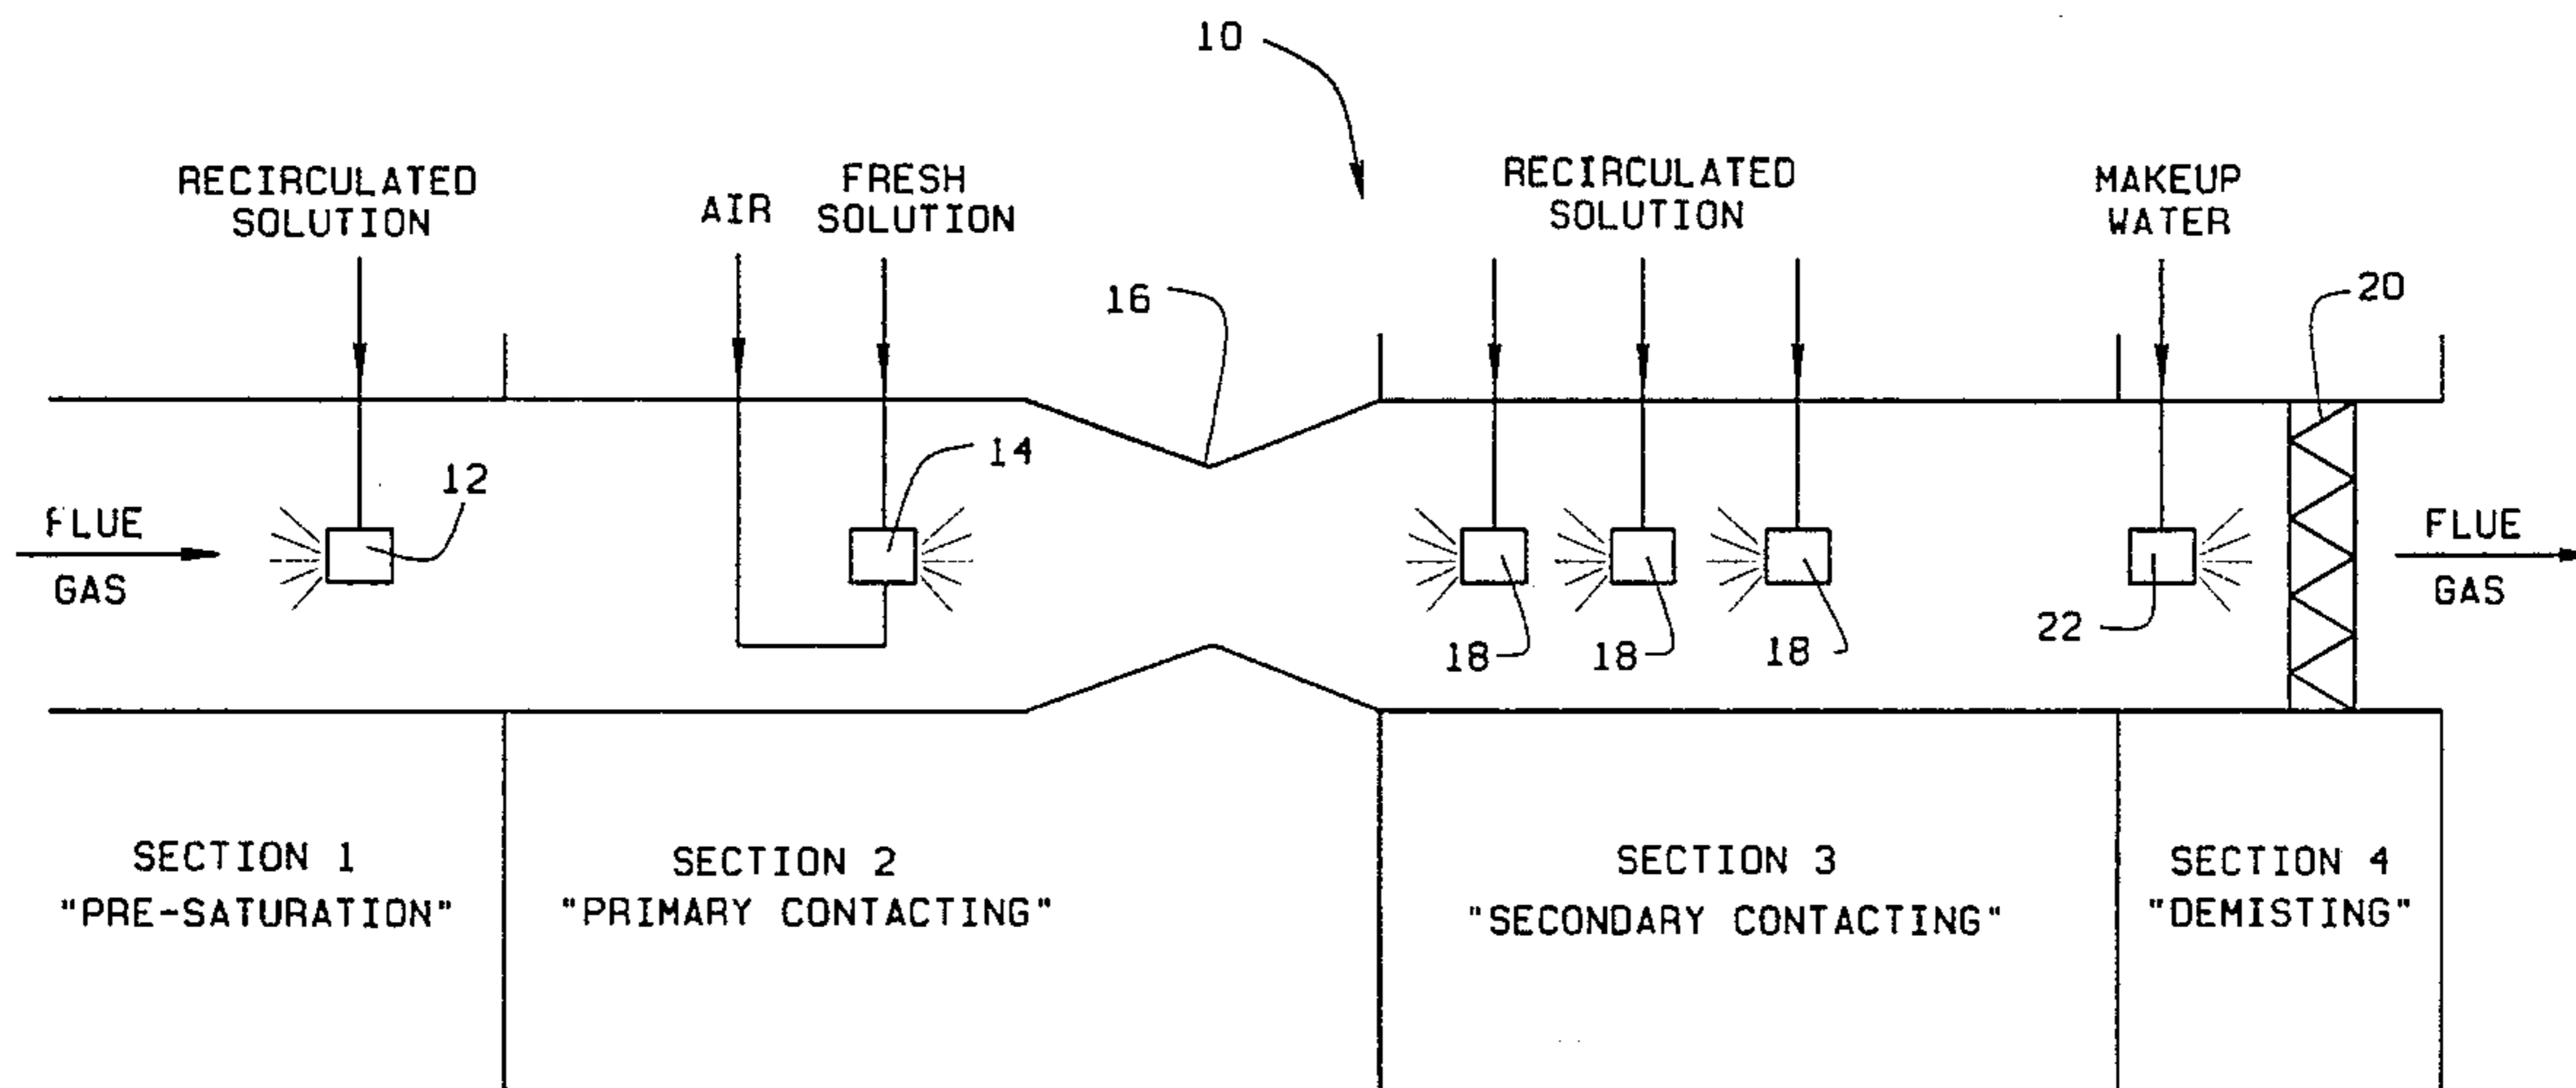 10
RECIRCULATED
SOLUTION
AIR
FRESH
SOLUTION
RECIRCULATED
SOLUTION
MAKEUP
WATER
16
20
14
12
FLUE
GAS
FLUE
GAS
18
18
18
22
SECTION 1
"PRE-SATURATION"
SECTION 2
"PRIMARY CONTACTING"
SECTION 3
"SECONDARY CONTACTING"
SECTION 4
"DEMISTING"